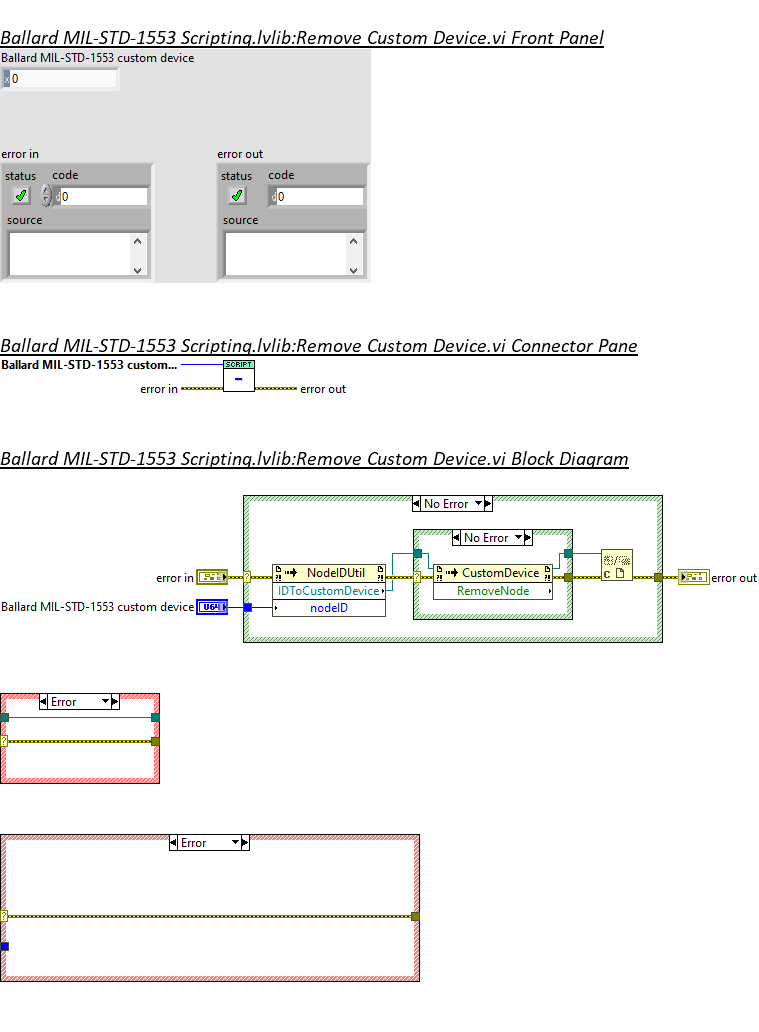 Ballard MIL-STD-1553 Scripting.lvlib:Remove Custom Device.vi Front Panel
Ballard MIL-STD-1553 custom device
x 0
error in
error out
status code
status code
d 0
d 0
source
source
Ballard MIL-STD-1553 Scripting.lvlib:Remove Custom Device.vi Connector Pane
Ballard MIL-STD-1553 custom...
SCRIPT
error in
error out
Ballard MIL-STD-1553 Scripting.lvlib:Remove Custom Device.vi Block Diagram
No Error
No Error
error in
? NodeIDUtil ?!
? CustomDevice ?!
C
error out
IDToCustomDevice
RemoveNode
Ballard MIL-STD-1553 custom device
U64
nodeID
Error
?
Error
?